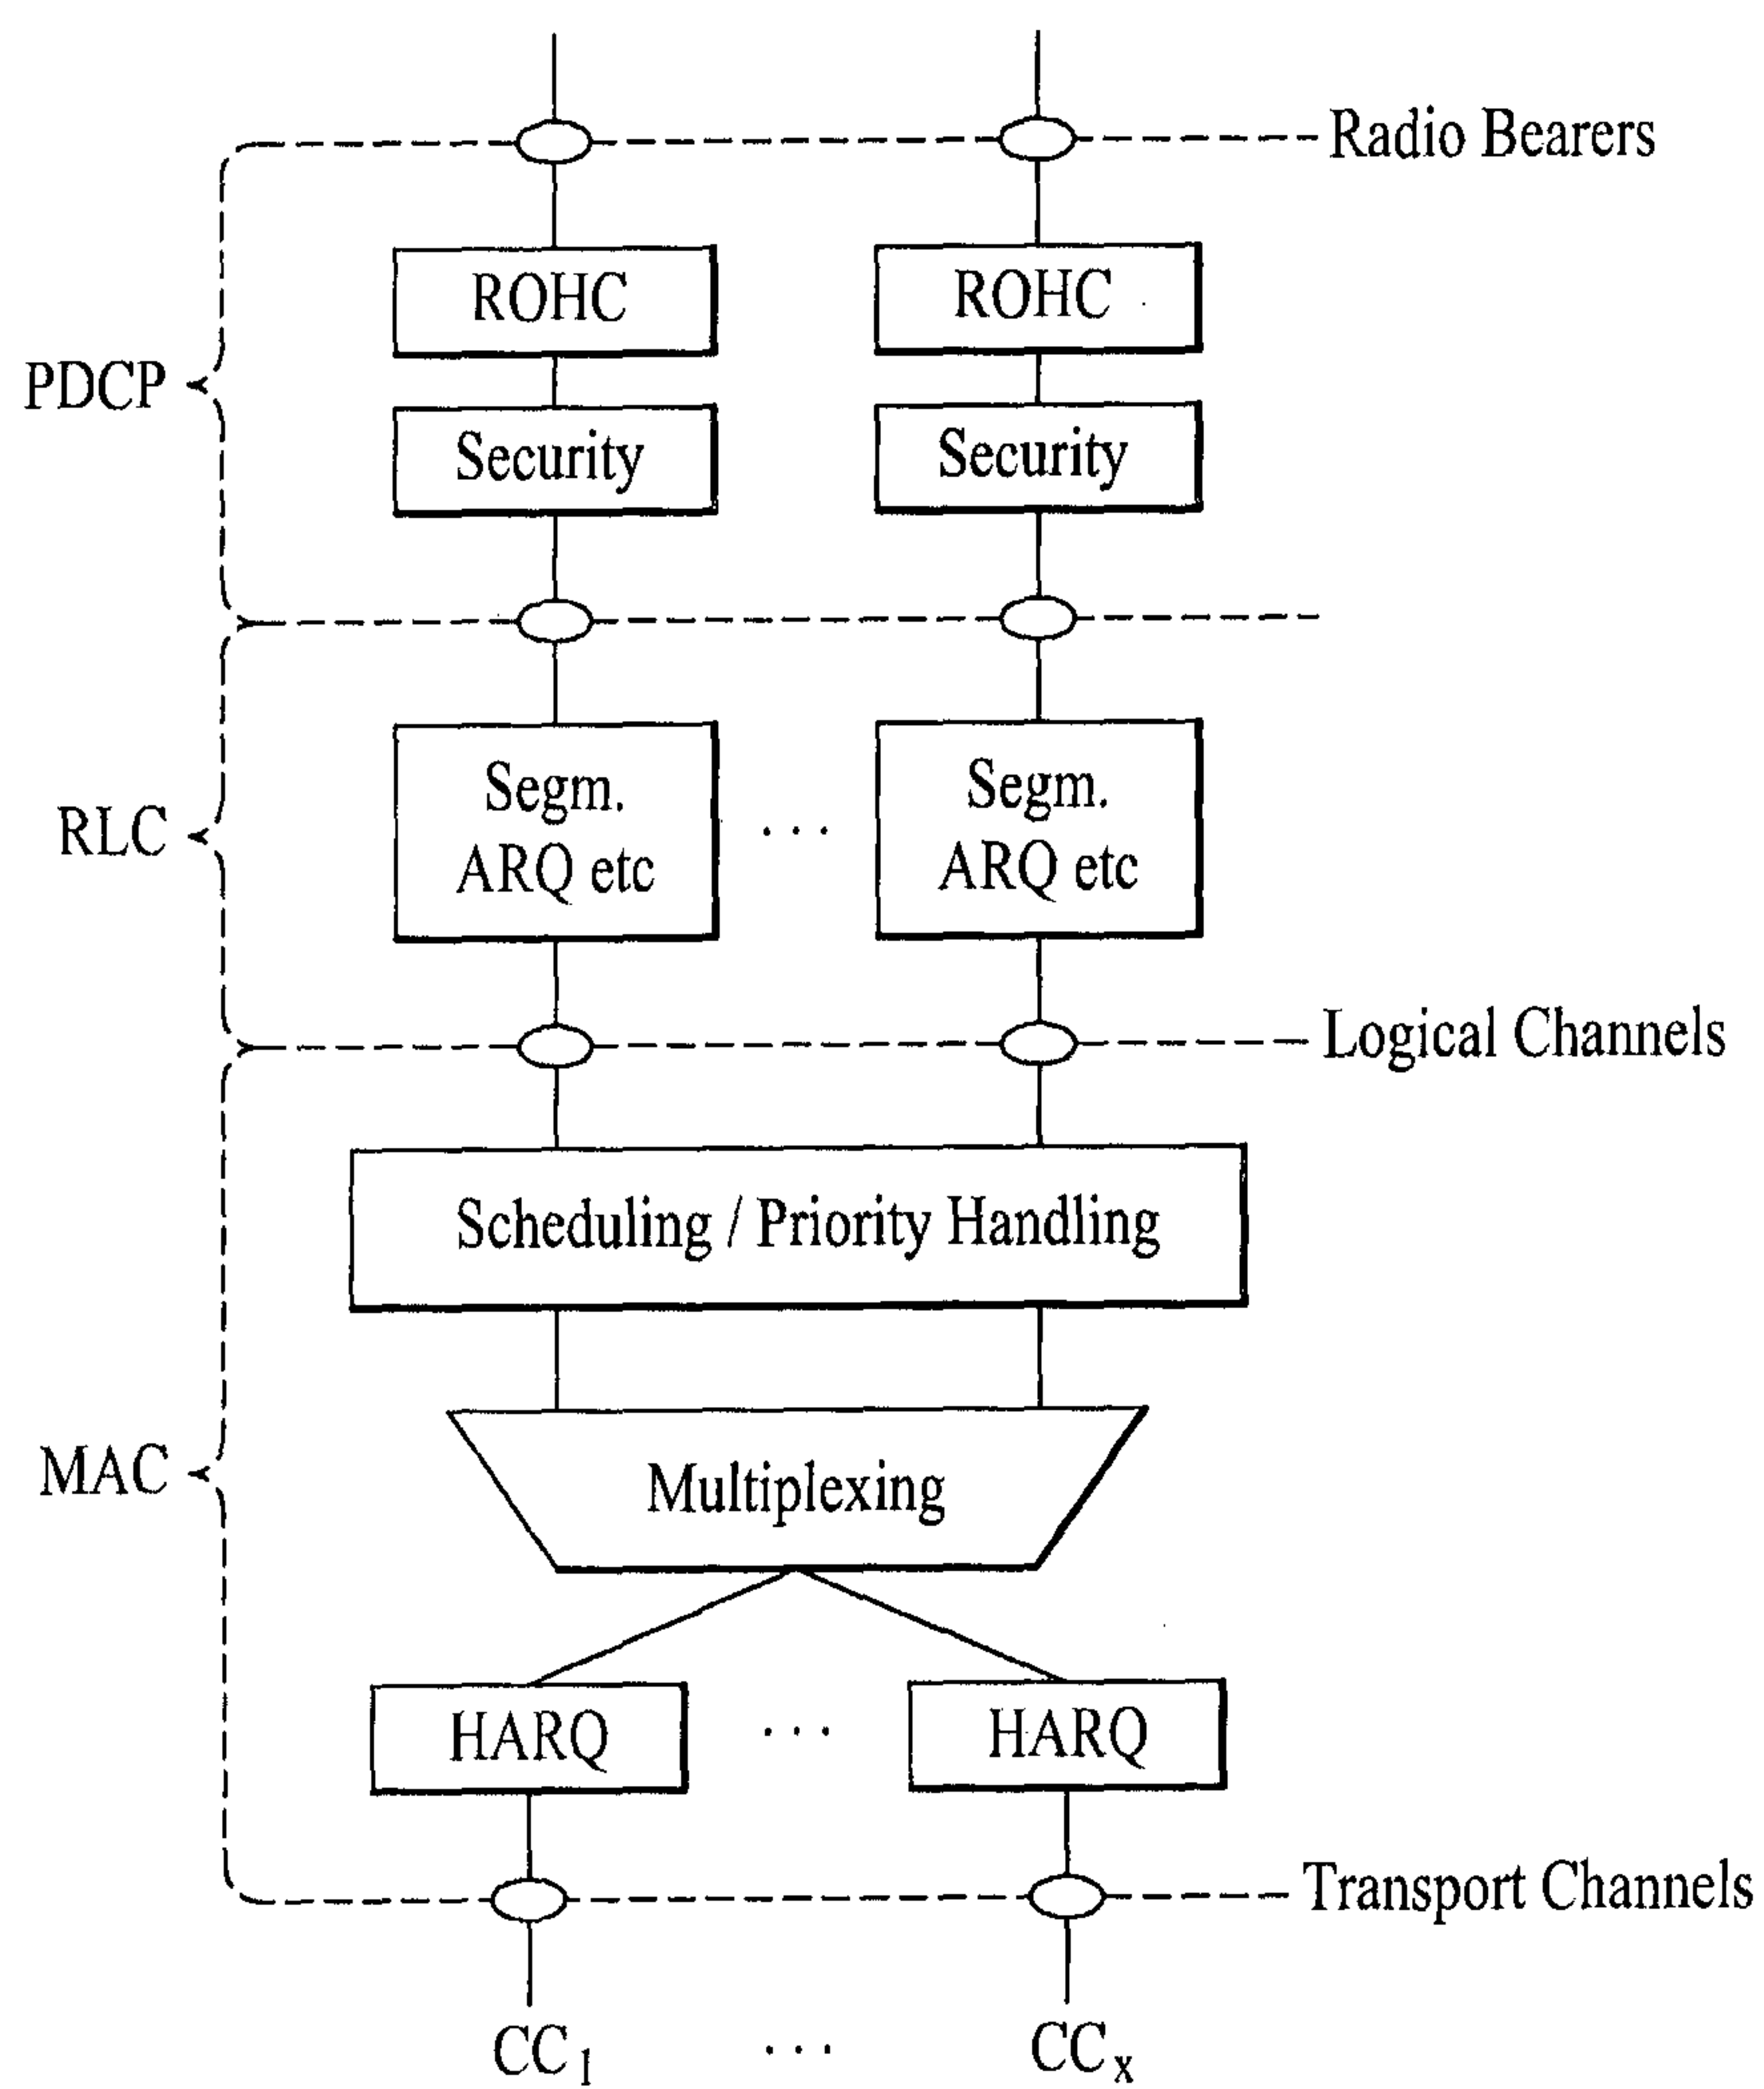 Radio Bearers
ROHC
ROHC
PDCP
Security
Security
Segm.
ARQ etc
...
Segm.
ARQ etc
RLC
Logical Channels
Scheduling / Priority Handling
MAC
Multiplexing
HARQ
...
HARQ
Transport Channels
CC1
...
CCx